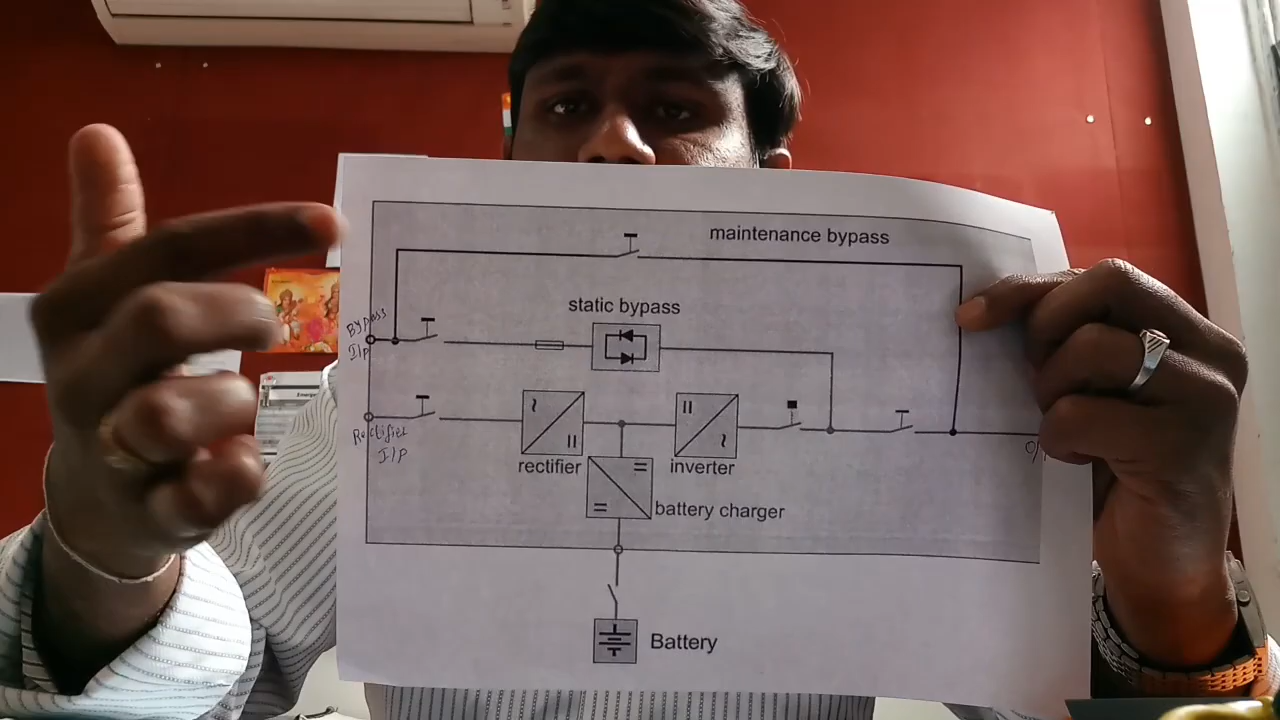 maintenance bypass
static bypass
Bypass
I/P
Rectifier
I/P
rectifier
inverter
battery charger
Battery